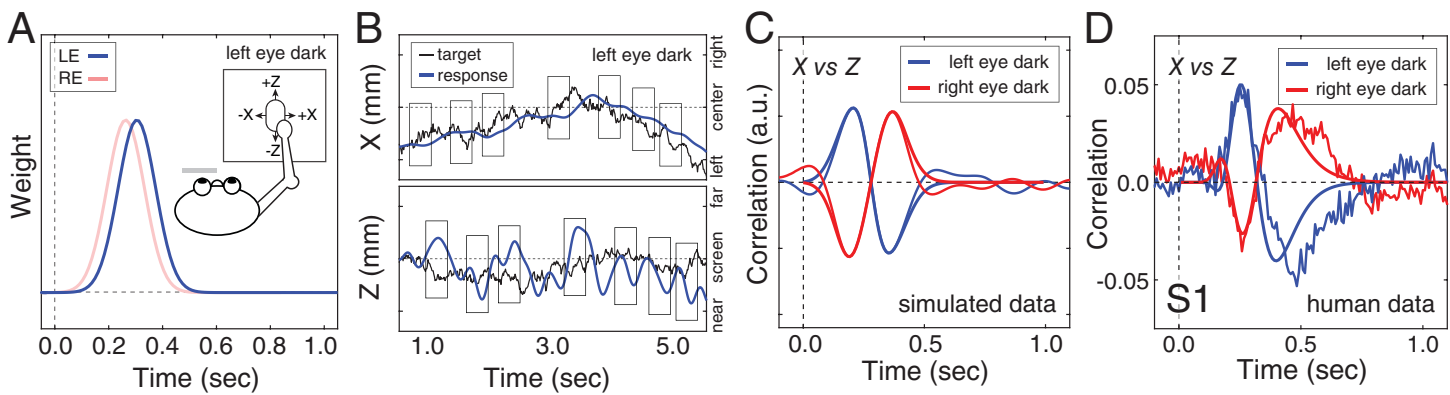 A
LE
RE
left eye dark
+Z
-X
+X
-Z
Weight
0.0
0.2
0.4
0.6
0.8
1.0
Time (sec)
B
target
response
left eye dark
X (mm)
right
center
left
Z (mm)
far
screen
near
1.0
3.0
5.0
Time (sec)
C
X vs Z
left eye dark
right eye dark
Correlation (a.u.)
simulated data
0.0
0.5
1.0
Time (sec)
D
X vs Z
left eye dark
right eye dark
Correlation
0.05
0.0
-0.05
S1
human data
0.0
0.5
1.0
Time (sec)